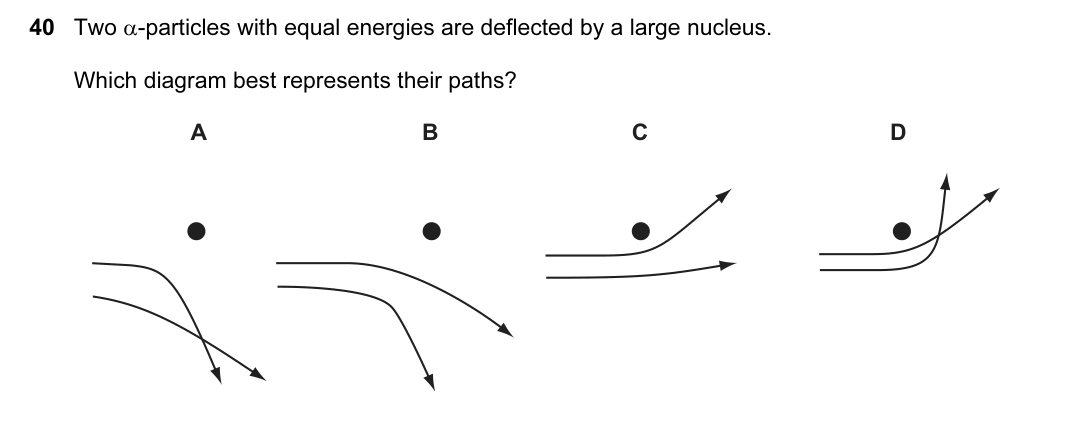 40 Two α-particles with equal energies are deflected by a large nucleus.
Which diagram best represents their paths?
A B C D